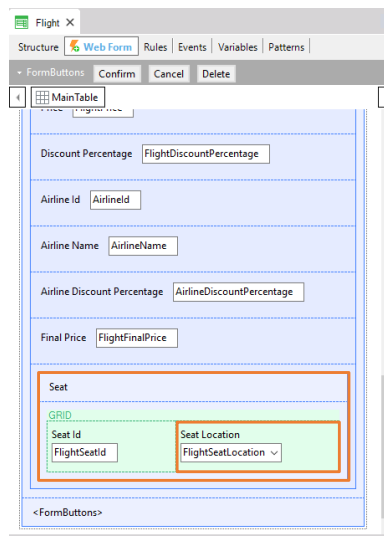 Flight
Structure Web Form Rules Events Variables Patterns
FormButtons Confirm Cancel Delete
MainTable
Price FlightPrice
Discount Percentage FlightDiscountPercentage
Airline Id AirlineId
Airline Name AirlineName
Airline Discount Percentage AirlineDiscountPercentage
Final Price FlightFinalPrice
Seat
GRID
Seat Id Seat Location
FlightSeatId FlightSeatLocation
<FormButtons>